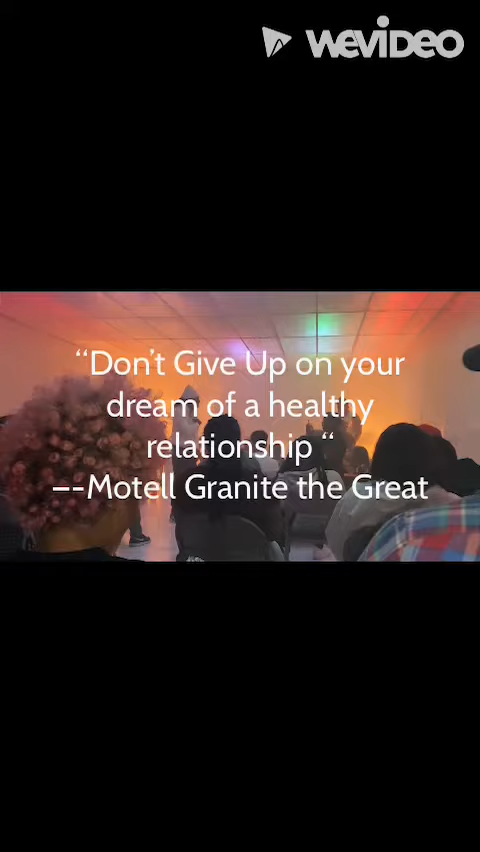 WEVIDEO
“Don’t Give Up on your
dream of a healthy
relationship “
—-Motell Granite the Great